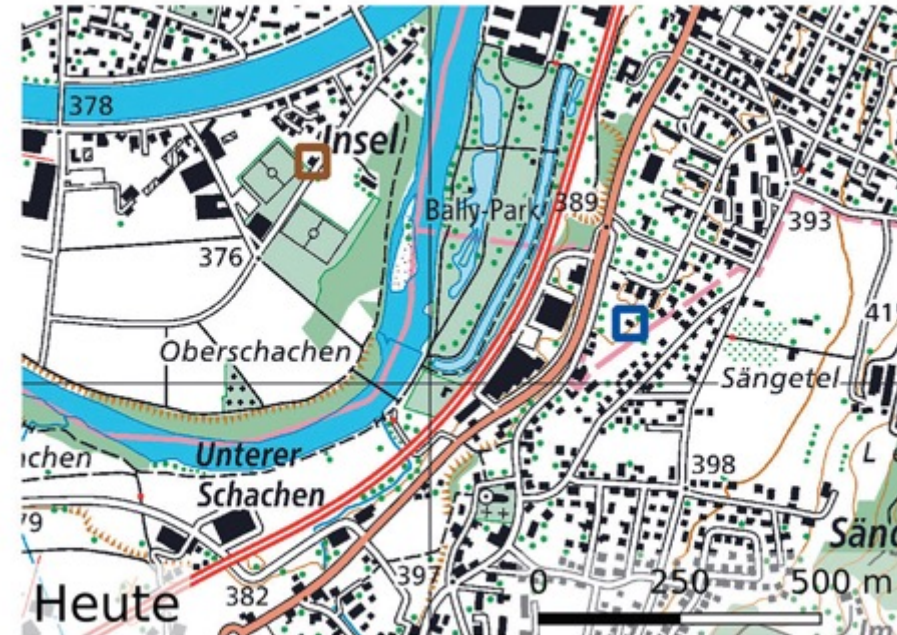 378
Insel
Bally-Park
389
393
376
Oberschachen
Sängetel
Unterer
Schachen
398
397
382
Heute
0 250 500 m